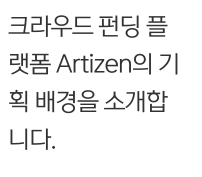 크라우드 펀딩 플
랫폼 Artizen의 기
획 배경을 소개합
니다.